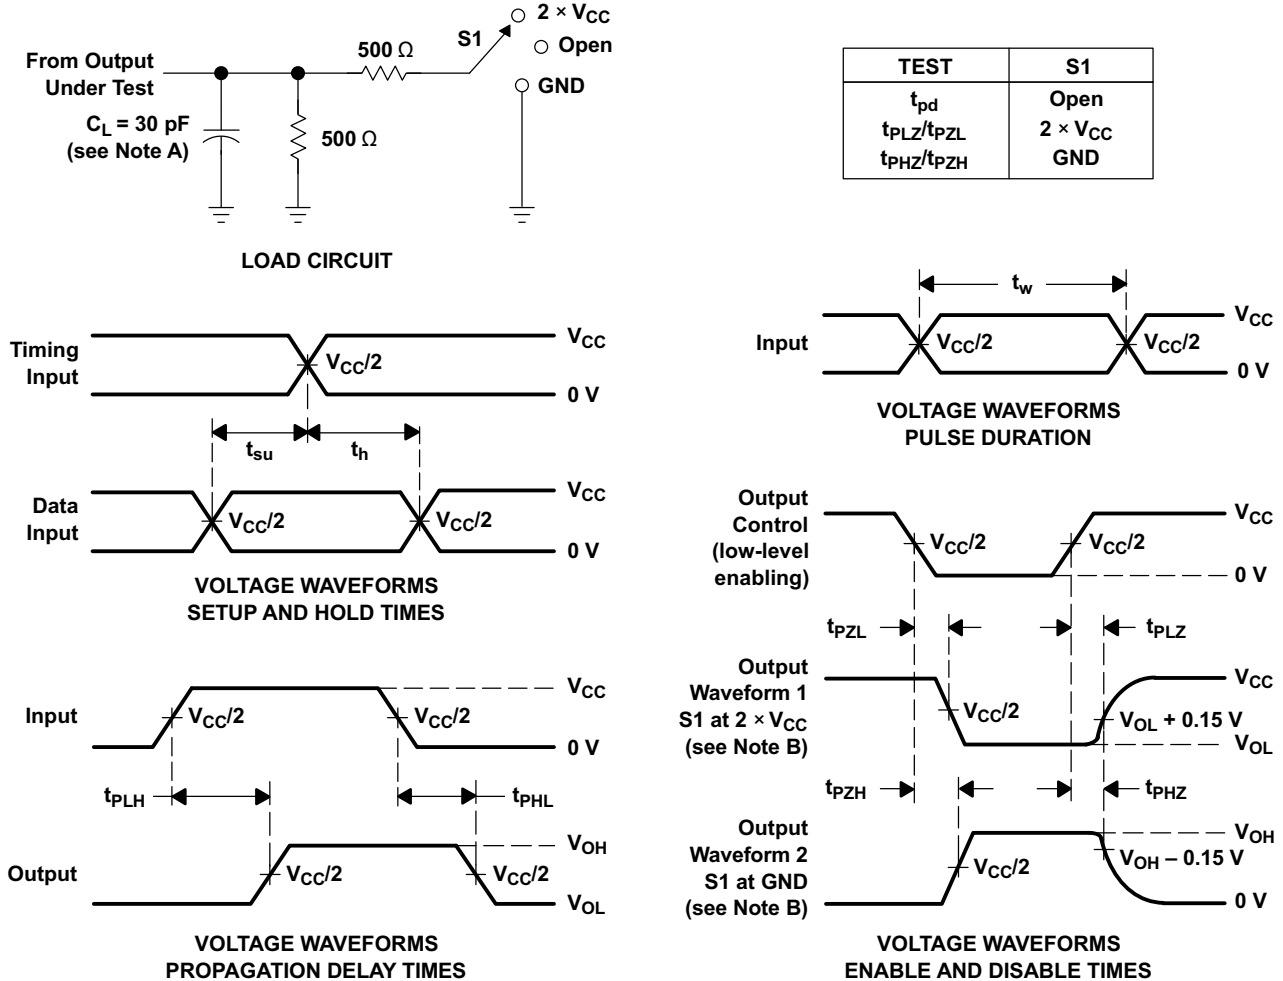 From Output
Under Test
C_L = 30 pF
(see Note A)
500 Ω
500 Ω
S1
2 × V_CC
Open
GND
LOAD CIRCUIT
TEST S1
t_pd Open
t_PLZ/t_PZL 2 × V_CC
t_PHZ/t_PZH GND
Timing
Input
V_CC/2
V_CC
0 V
t_su
t_h
Data
Input
V_CC/2
V_CC/2
V_CC
0 V
VOLTAGE WAVEFORMS
SETUP AND HOLD TIMES
t_w
Input
V_CC/2
V_CC/2
V_CC
0 V
VOLTAGE WAVEFORMS
PULSE DURATION
Input
V_CC/2
V_CC/2
V_CC
0 V
t_PLH
t_PHL
Output
V_CC/2
V_CC/2
V_OH
V_OL
VOLTAGE WAVEFORMS
PROPAGATION DELAY TIMES
Output
Control
(low-level
enabling)
V_CC/2
V_CC/2
V_CC
0 V
t_PZL
t_PLZ
Output
Waveform 1
S1 at 2 × V_CC
(see Note B)
V_CC/2
V_CC
V_OL + 0.15 V
V_OL
t_PZH
t_PHZ
Output
Waveform 2
S1 at GND
(see Note B)
V_CC/2
V_OH
V_OH − 0.15 V
0 V
VOLTAGE WAVEFORMS
ENABLE AND DISABLE TIMES